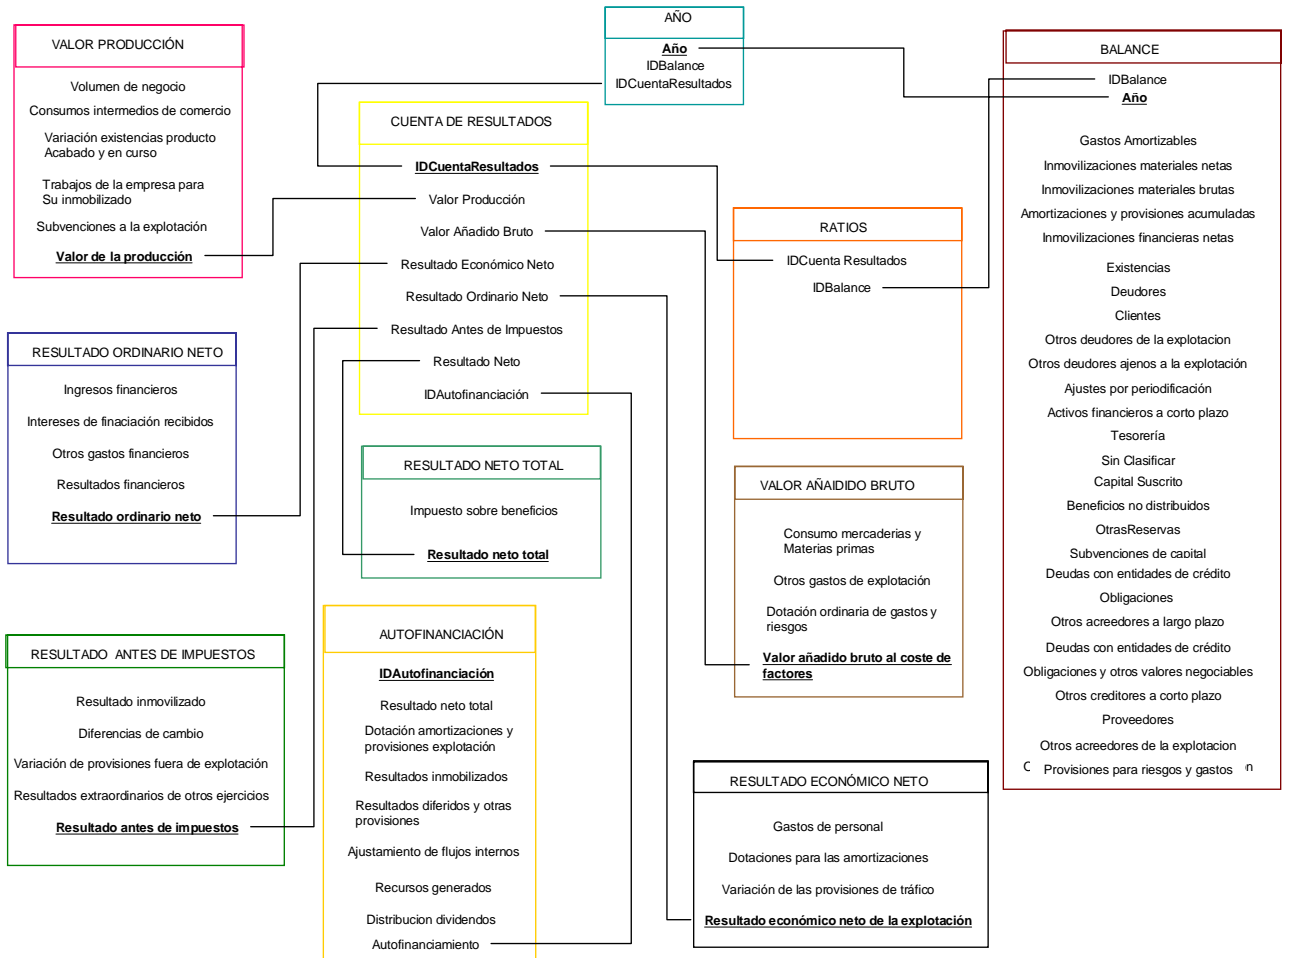 AÑO
Año
IDBalance
IDCuentaResultados
VALOR PRODUCCIÓN
Volumen de negocio
Consumos intermedios de comercio
Variación existencias producto
Acabado y en curso
Trabajos de la empresa para
Su inmobilizado
Subvenciones a la explotación
Valor de la producción
CUENTA DE RESULTADOS
IDCuentaResultados
Valor Producción
Valor Añadido Bruto
Resultado Económico Neto
Resultado Ordinario Neto
Resultado Antes de Impuestos
Resultado Neto
IDAutofinanciación
BALANCE
IDBalance
Año
Gastos Amortizables
Inmovilizaciones materiales netas
Inmovilizaciones materiales brutas
Amortizaciones y provisiones acumuladas
Inmovilizaciones financieras netas
Existencias
Deudores
Clientes
Otros deudores de la explotacion
Otros deudores ajenos a la explotación
Ajustes por periodificación
Activos financieros a corto plazo
Tesorería
Sin Clasificar
Capital Suscrito
Beneficios no distribuidos
OtrasReservas
Subvenciones de capital
Deudas con entidades de crédito
Obligaciones
Otros acreedores a largo plazo
Deudas con entidades de crédito
Obligaciones y otros valores negociables
Otros creditores a corto plazo
Proveedores
Otros acreedores de la explotacion
Provisiones para riesgos y gastos
RATIOS
IDCuenta Resultados
IDBalance
RESULTADO ORDINARIO NETO
Ingresos financieros
Intereses de finaciación recibidos
Otros gastos financieros
Resultados financieros
Resultado ordinario neto
RESULTADO NETO TOTAL
Impuesto sobre beneficios
Resultado neto total
VALOR AÑAIDIDO BRUTO
Consumo mercaderias y
Materias primas
Otros gastos de explotación
Dotación ordinaria de gastos y
riesgos
Valor añadido bruto al coste de
factores
RESULTADO ANTES DE IMPUESTOS
Resultado inmovilizado
Diferencias de cambio
Variación de provisiones fuera de explotación
Resultados extraordinarios de otros ejercicios
Resultado antes de impuestos
AUTOFINANCIACIÓN
IDAutofinanciación
Resultado neto total
Dotación amortizaciones y
provisiones explotación
Resultados inmobilizados
Resultados diferidos y otras
provisiones
Ajustamiento de flujos internos
Recursos generados
Distribucion dividendos
Autofinanciamiento
RESULTADO ECONÓMICO NETO
Gastos de personal
Dotaciones para las amortizaciones
Variación de las provisiones de tráfico
Resultado económico neto de la explotación